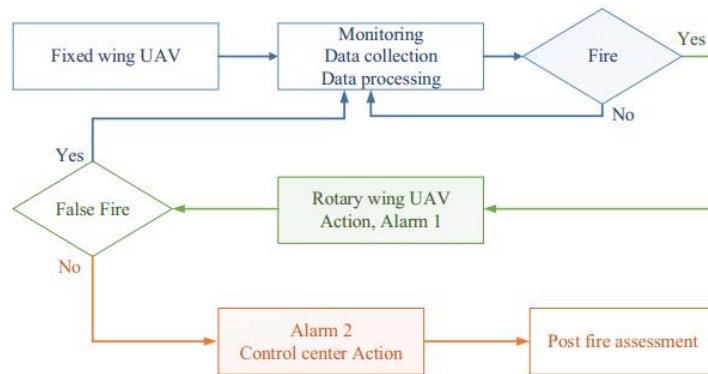 Fixed wing UAV
Monitoring
Data collection
Data processing
Fire
Yes
No
Yes
False Fire
Rotary wing UAV
Action, Alarm 1
No
Alarm 2
Control center Action
Post fire assessment